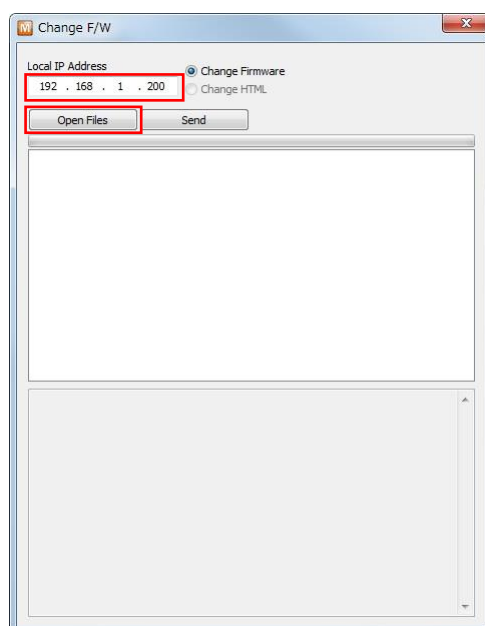 M Change F/W
x
Local IP Address
Change Firmware
192 . 168 . 1 . 200
Change HTML
Open Files
Send